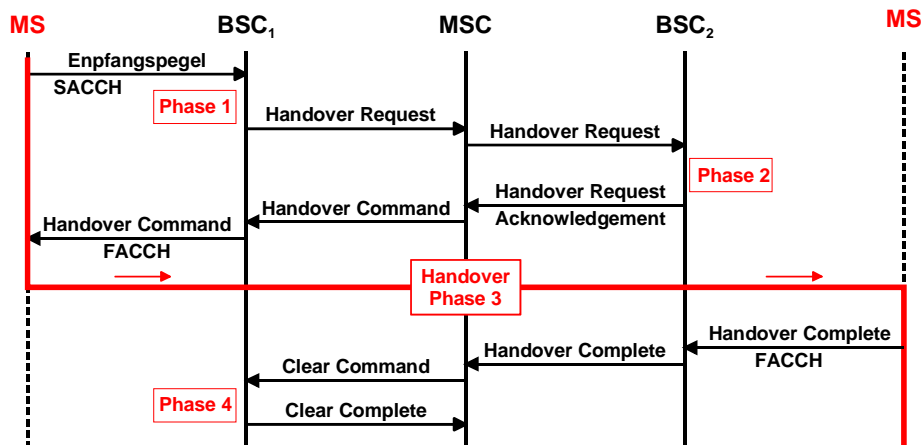 MS BSC₁ MSC BSC₂ MS
Enpfangspegel
SACCH
Phase 1
Handover Request
Handover Request
Phase 2
Handover Request
Acknowledgement
Handover Command
Handover Command
FACCH
Handover
Phase 3
Handover Complete
FACCH
Handover Complete
Clear Command
Phase 4
Clear Complete